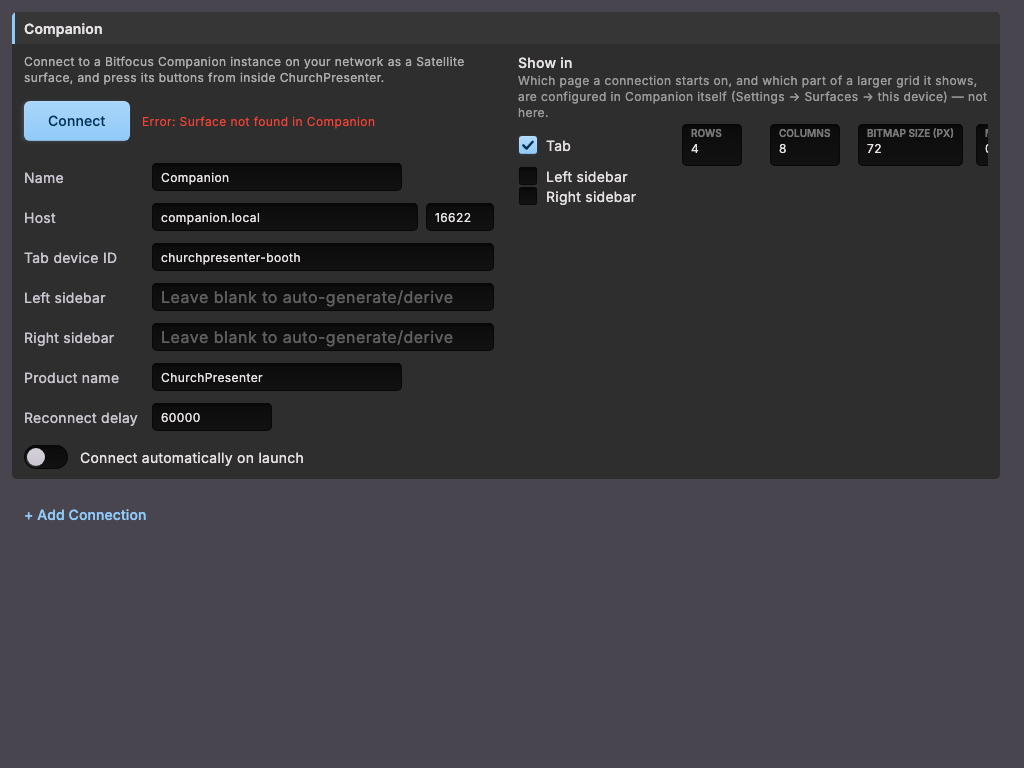 Companion
Connect to a Bitfocus Companion instance on your network as a Satellite
surface, and press its buttons from inside ChurchPresenter.
Connect
Error: Surface not found in Companion
Name
Companion
Host
companion.local
16622
Tab device ID
churchpresenter-booth
Left sidebar
Leave blank to auto-generate/derive
Right sidebar
Leave blank to auto-generate/derive
Product name
ChurchPresenter
Reconnect delay
60000
Connect automatically on launch
Show in
Which page a connection starts on, and which part of a larger grid it shows,
are configured in Companion itself (Settings → Surfaces → this device) — not
here.
Tab
ROWS
4
COLUMNS
8
BITMAP SIZE (PX)
72
Left sidebar
Right sidebar
+ Add Connection